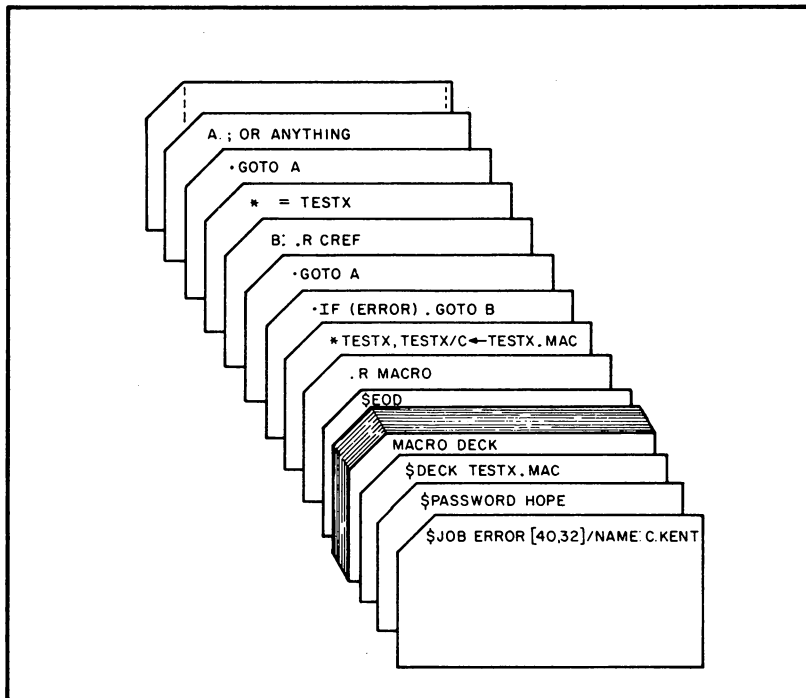 A. ; OR ANYTHING
.GOTO A
* = TESTX
B: .R CREF
.GOTO A
.IF (ERROR) .GOTO B
*TESTX, TESTX/C←TESTX.MAC
.R MACRO
$EOD
MACRO DECK
$DECK TESTX.MAC
$PASSWORD HOPE
$JOB ERROR [40,32]/NAME: C.KENT